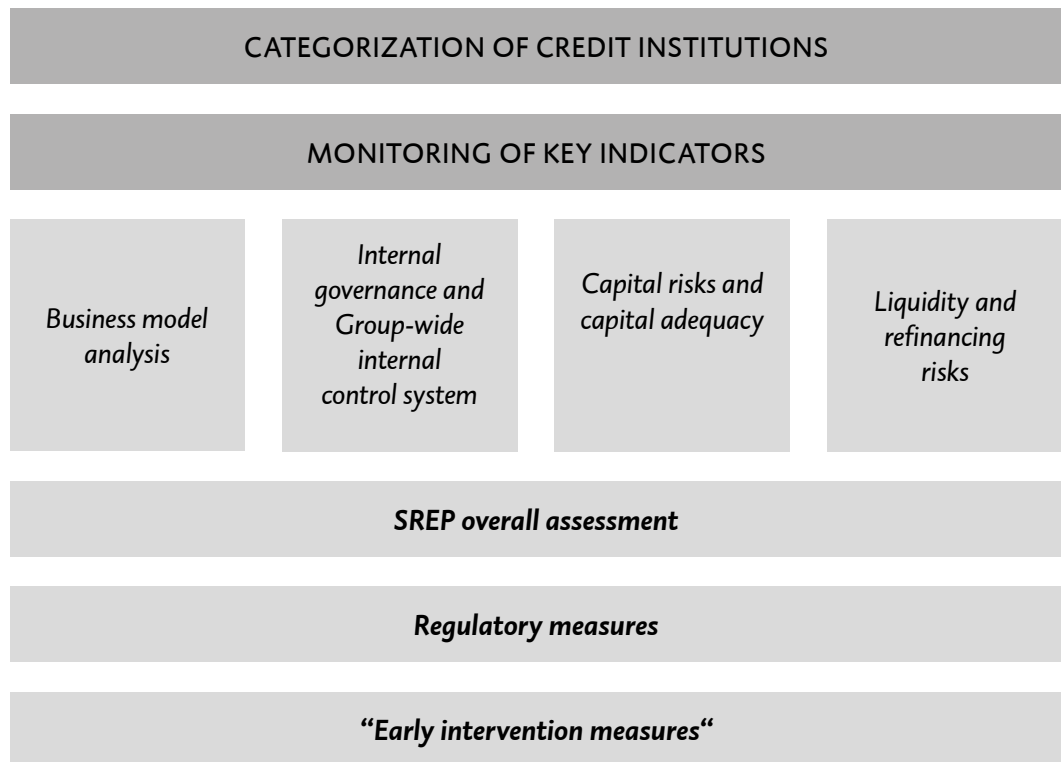 CATEGORIZATION OF CREDIT INSTITUTIONS
MONITORING OF KEY INDICATORS
Business model
analysis
Internal
governance and
Group-wide
internal
control system
Capital risks and
capital adequacy
Liquidity and
refinancing
risks
SREP overall assessment
Regulatory measures
“Early intervention measures“